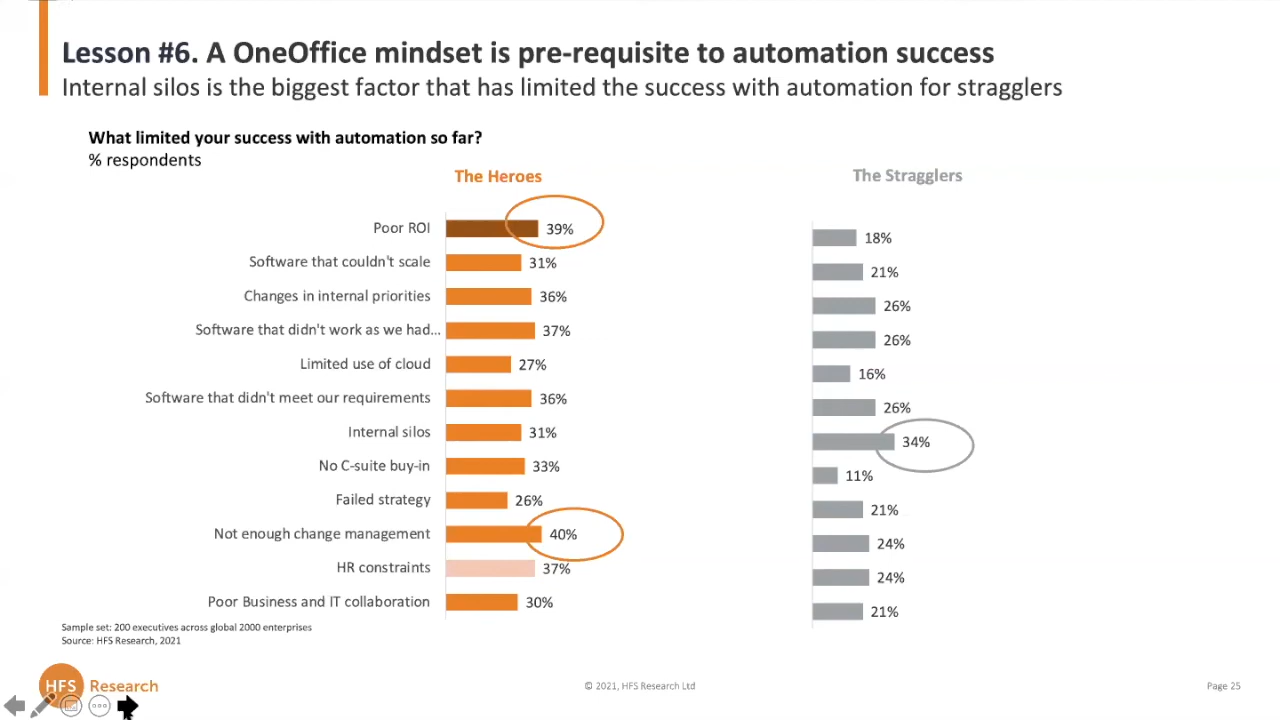 Lesson #6. A OneOffice mindset is pre-requisite to automation success
Internal silos is the biggest factor that has limited the success with automation for stragglers
What limited your success with automation so far?
% respondents
The Heroes
The Stragglers
Poor ROI 39% 18%
Software that couldn't scale 31% 21%
Changes in internal priorities 36% 26%
Software that didn't work as we had... 37% 26%
Limited use of cloud 27% 16%
Software that didn't meet our requirements 36% 26%
Internal silos 31% 34%
No C-suite buy-in 33% 11%
Failed strategy 26% 21%
Not enough change management 40% 24%
HR constraints 37% 24%
Poor Business and IT collaboration 30% 21%
Sample set: 200 executives across global 2000 enterprises
Source: HFS Research, 2021
HFS Research
© 2021, HFS Research Ltd
Page 25